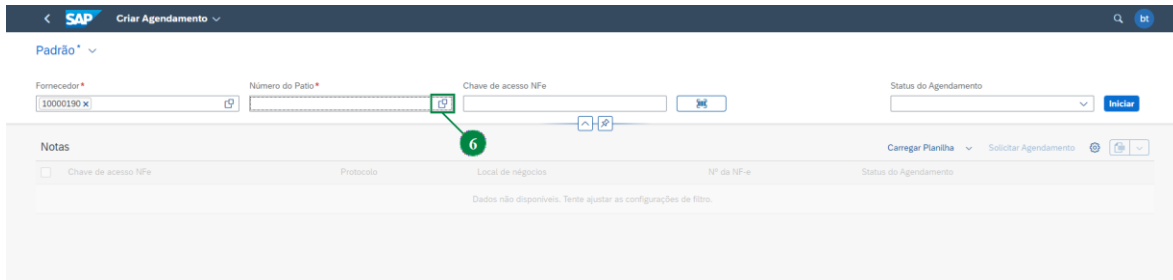 SAP Criar Agendamento bt
Padrão*
Fornecedor* Número do Patio* Chave de acesso NFe Status do Agendamento
10000190 x Iniciar
6
Notas Carregar Planilha Solicitar Agendamento
Chave de acesso NFe Protocolo Local de négocios Nº da NF-e Status do Agendamento
Dados não disponíveis. Tente ajustar as configurações de filtro.